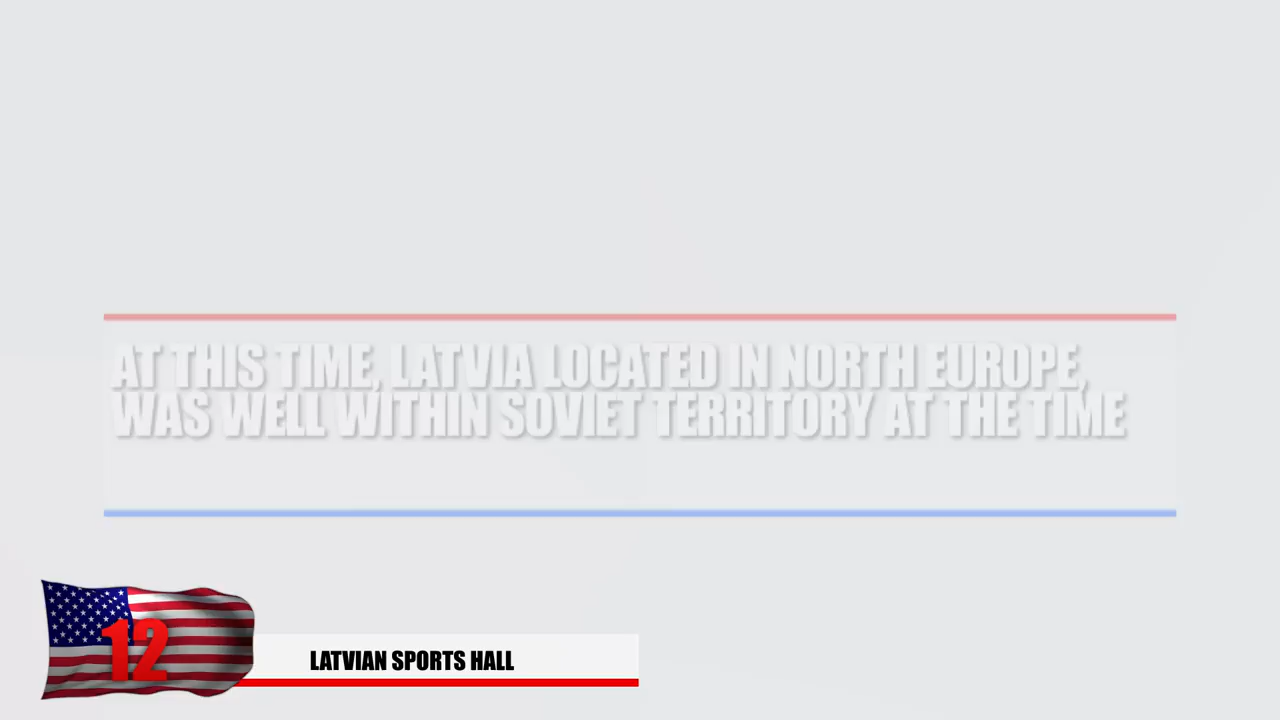 AT THIS TIME, LATVIA LOCATED IN NORTH EUROPE,
WAS WELL WITHIN SOVIET TERRITORY AT THE TIME
12
LATVIAN SPORTS HALL